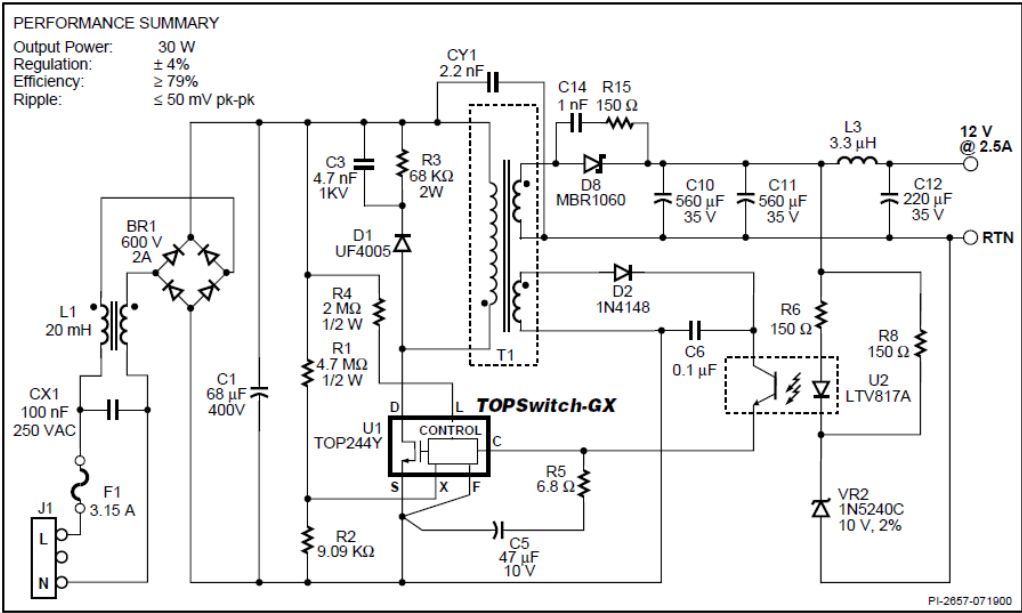 PERFORMANCE SUMMARY
Output Power: 30 W
Regulation: ± 4%
Efficiency: ≥ 79%
Ripple: ≤ 50 mV pk-pk
CY1
2.2 nF
C14
1 nF
R15
150 Ω
L3
3.3 µH
12 V
@ 2.5A
C3
4.7 nF
1KV
R3
68 KΩ
2W
D8
MBR1060
C10
560 µF
35 V
C11
560 µF
35 V
C12
220 µF
35 V
RTN
BR1
600 V
2A
D1
UF4005
D2
1N4148
L1
20 mH
R4
2 MΩ
1/2 W
R1
4.7 MΩ
1/2 W
T1
C6
0.1 µF
R6
150 Ω
R8
150 Ω
U2
LTV817A
CX1
100 nF
250 VAC
C1
68 µF
400V
D L TOPSwitch-GX
U1
TOP244Y
CONTROL
C
S X F
R5
6.8 Ω
F1
3.15 A
J1
L
N
R2
9.09 KΩ
C5
47 µF
10 V
VR2
1N5240C
10 V, 2%
PI-2657-071900